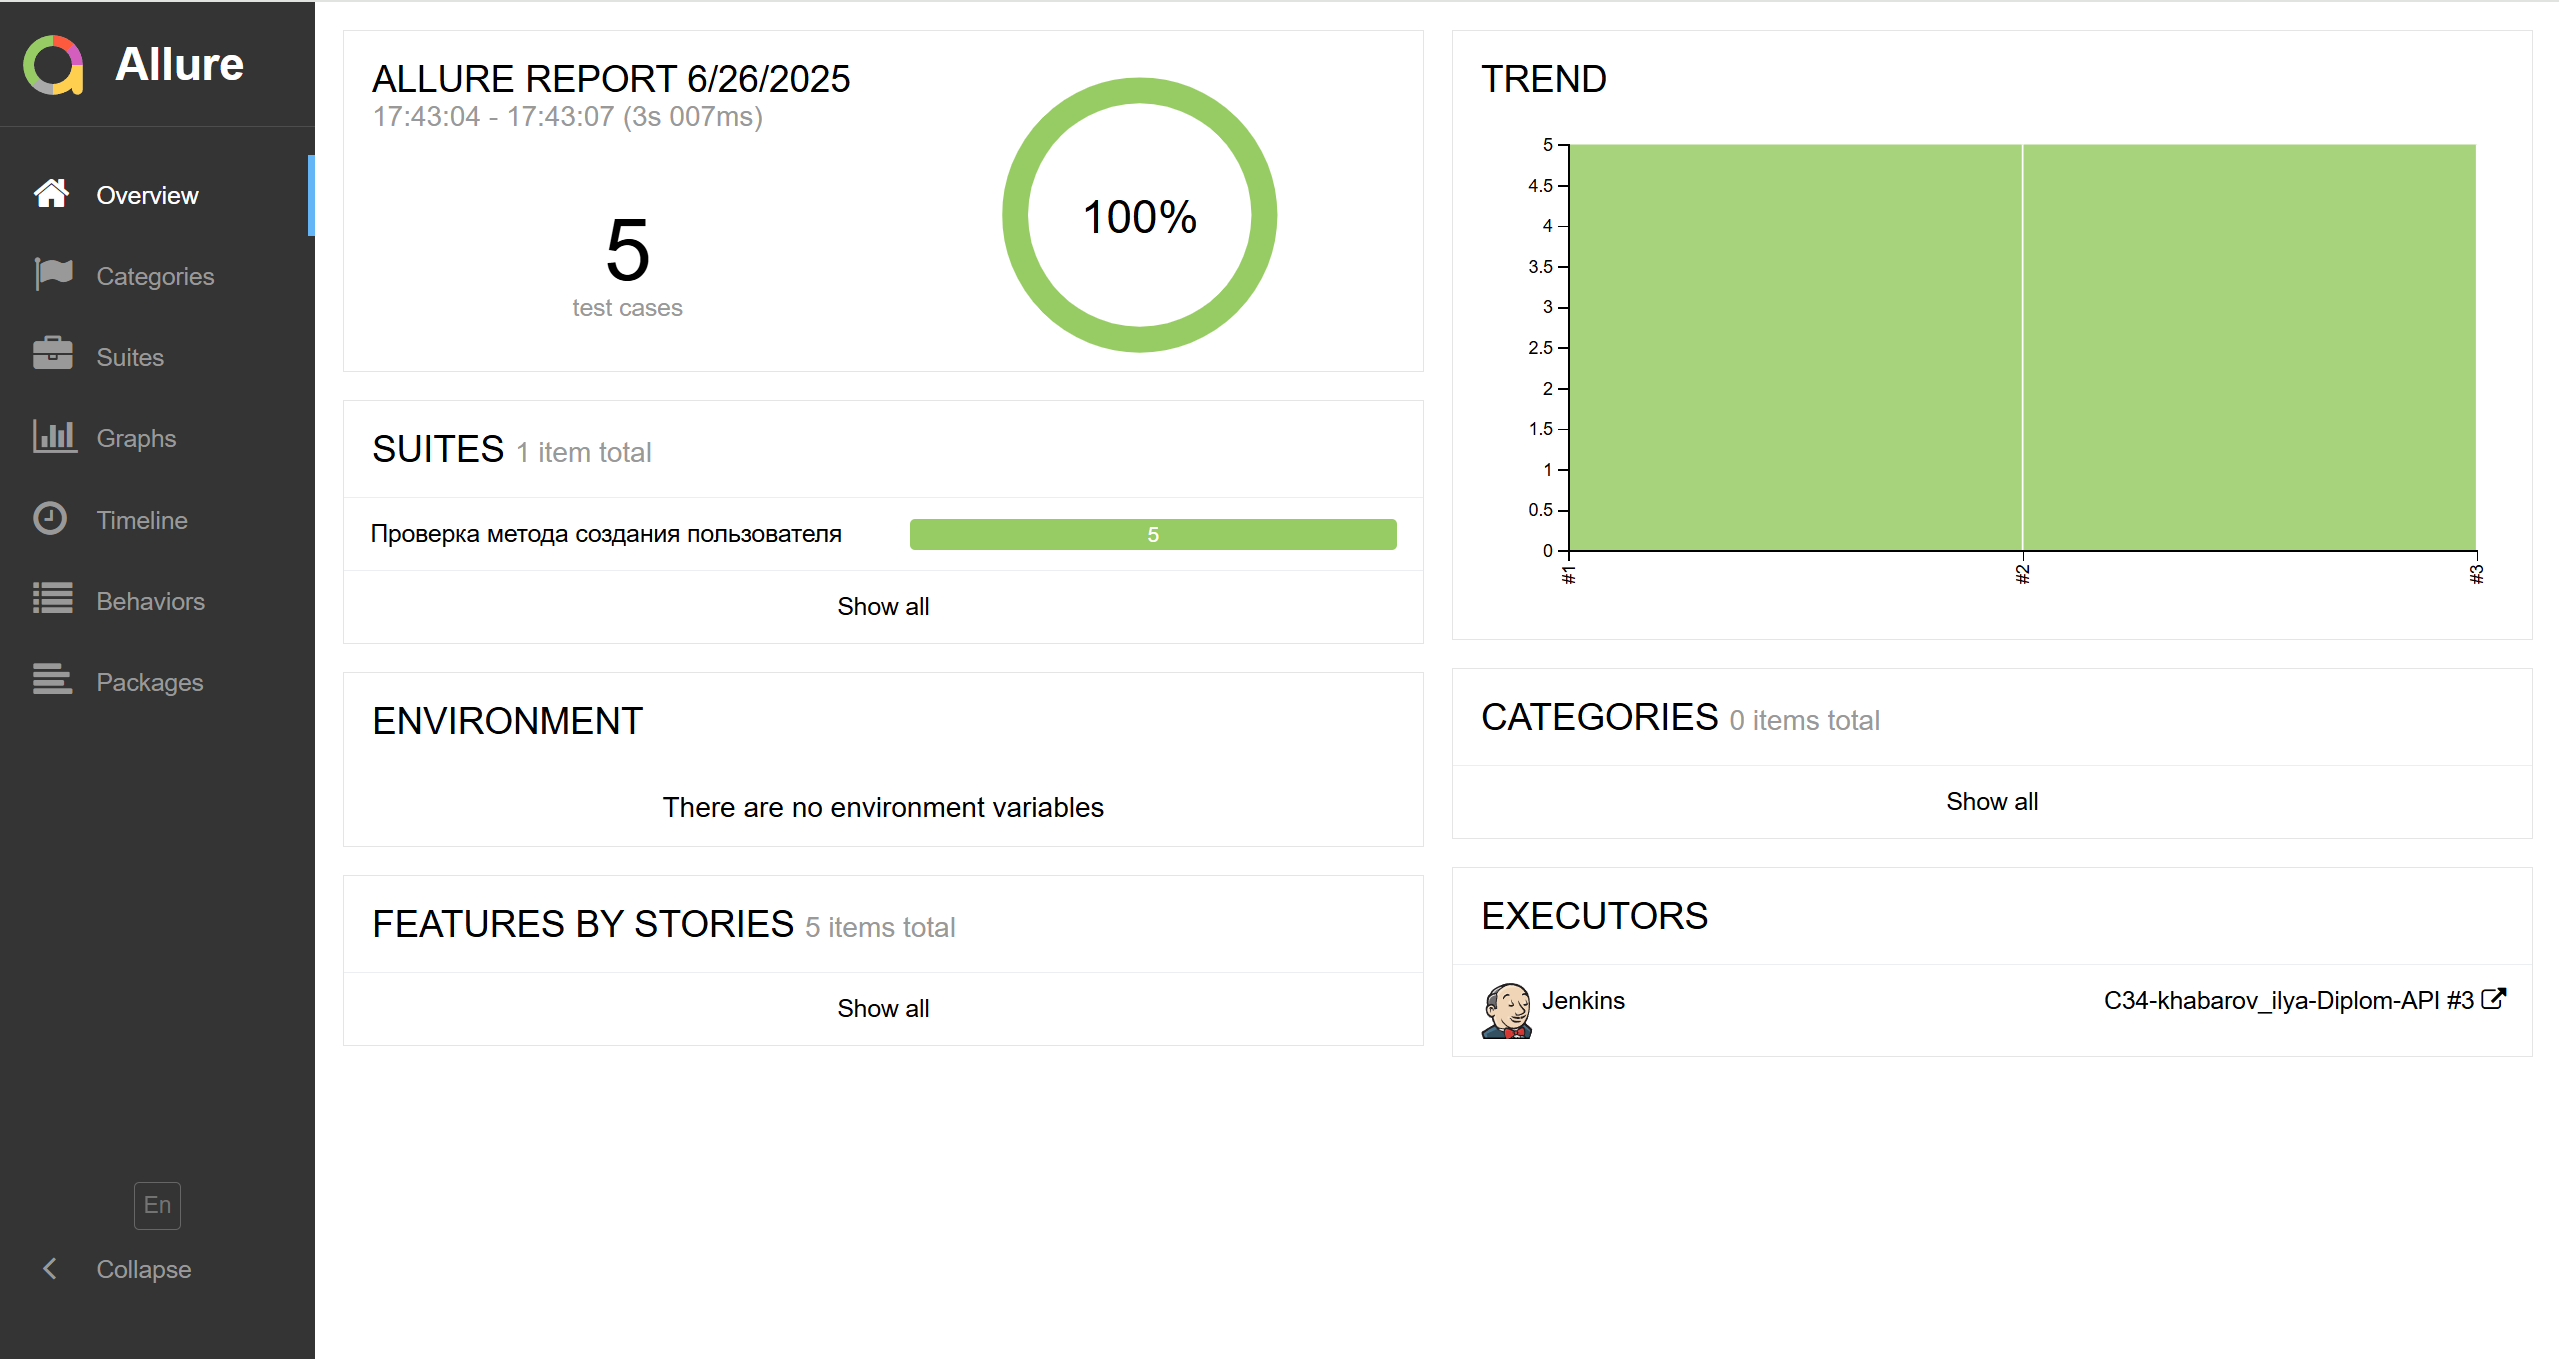 Allure
Overview
Categories
Suites
Graphs
Timeline
Behaviors
Packages
En
Collapse
ALLURE REPORT 6/26/2025
17:43:04 - 17:43:07 (3s 007ms)
5
test cases
100%
SUITES 1 item total
Проверка метода создания пользователя 5
Show all
ENVIRONMENT
There are no environment variables
FEATURES BY STORIES 5 items total
Show all
TREND
5
4.5
4
3.5
3
2.5
2
1.5
1
0.5
0
#1 #2 #3
CATEGORIES 0 items total
Show all
EXECUTORS
Jenkins C34-khabarov_ilya-Diplom-API #3